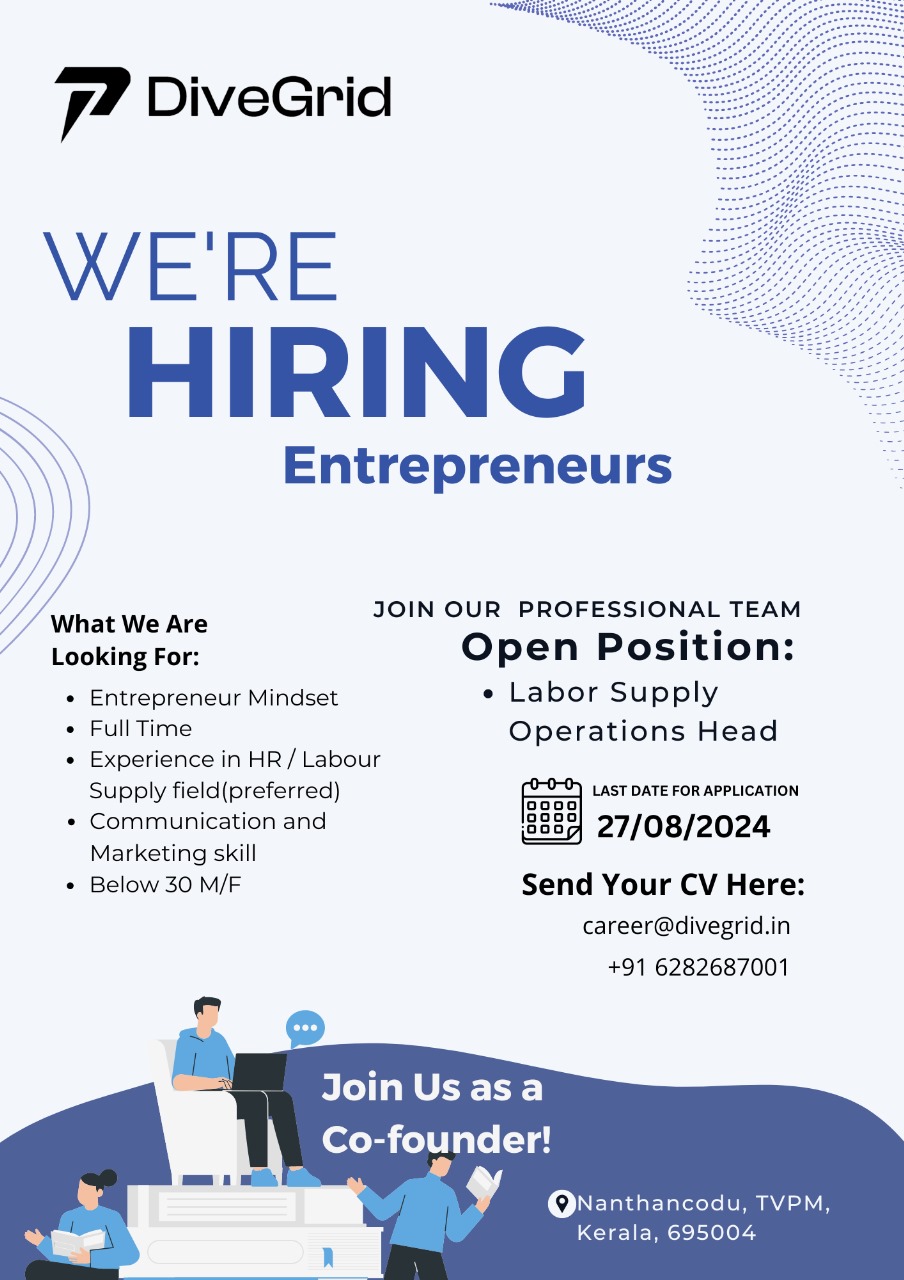 DiveGrid
WE'RE
HIRING
Entrepreneurs
What We Are
Looking For:
• Entrepreneur Mindset
• Full Time
• Experience in HR / Labour
Supply field(preferred)
• Communication and
Marketing skill
• Below 30 M/F
JOIN OUR PROFESSIONAL TEAM
Open Position:
• Labor Supply
Operations Head
LAST DATE FOR APPLICATION
27/08/2024
Send Your CV Here:
career@divegrid.in
+91 6282687001
Join Us as a
Co-founder!
Nanthancodu, TVPM,
Kerala, 695004